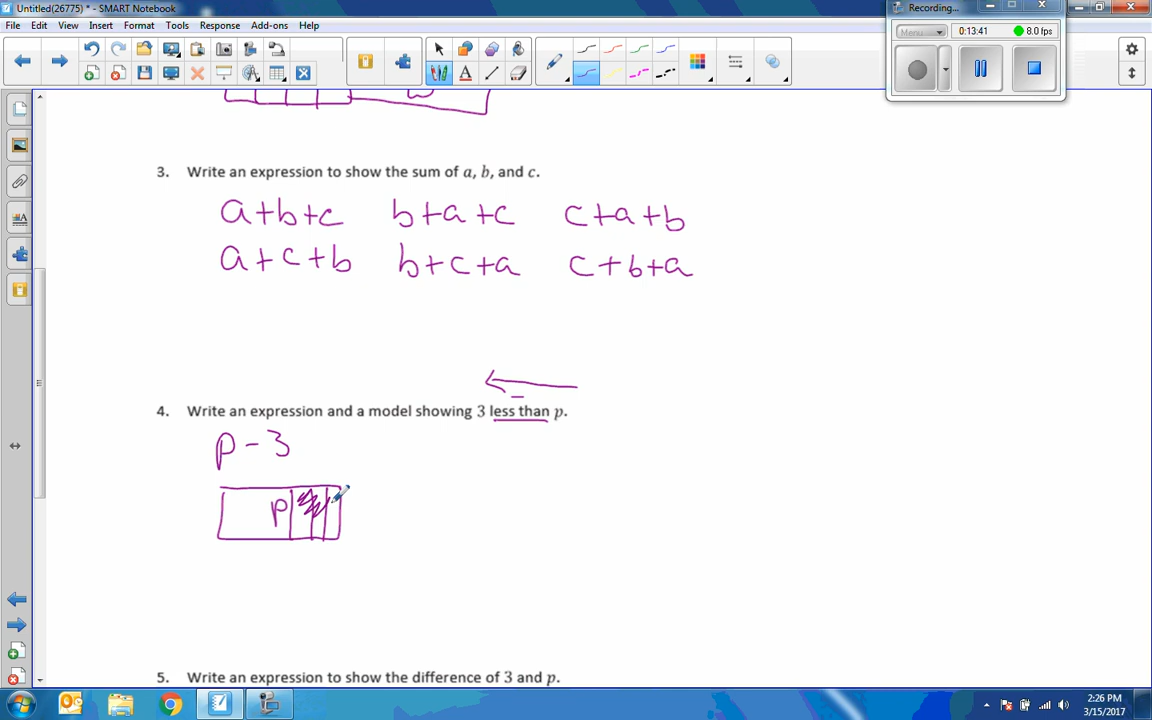 Untitled(26775) * - SMART Notebook
Recording...
File Edit View Insert Format Tools Response Add-ons Help
Menu 0:13:41 8.0 fps
3. Write an expression to show the sum of a, b, and c.
a+b+c b+a+c c+a+b
a+c+b b+c+a c+b+a
4. Write an expression and a model showing 3 less than p.
p-3
p
5. Write an expression to show the difference of 3 and p.
2:26 PM
3/15/2017